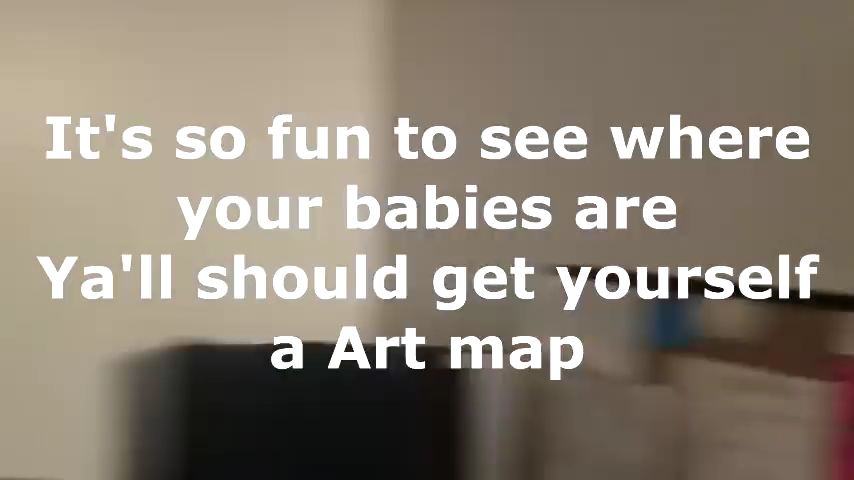 It's so fun to see where
your babies are
Ya'll should get yourself
a Art map